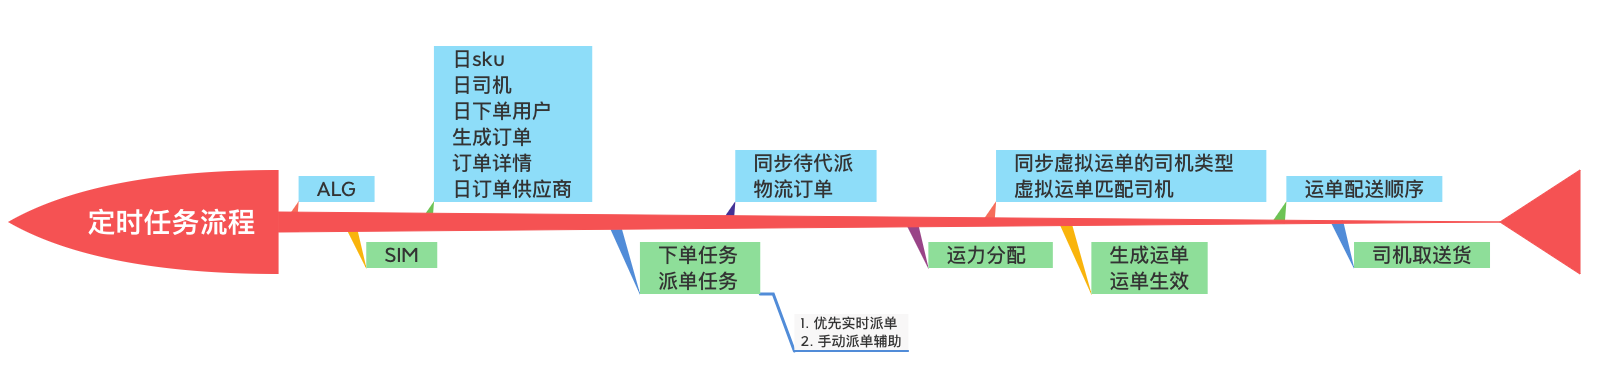 定时任务流程
ALG
SIM
日sku
日司机
日下单用户
生成订单
订单详情
日订单供应商
下单任务
派单任务
1. 优先实时派单
2. 手动派单辅助
同步待代派
物流订单
运力分配
同步虚拟运单的司机类型
虚拟运单匹配司机
生成运单
运单生效
运单配送顺序
司机取送货